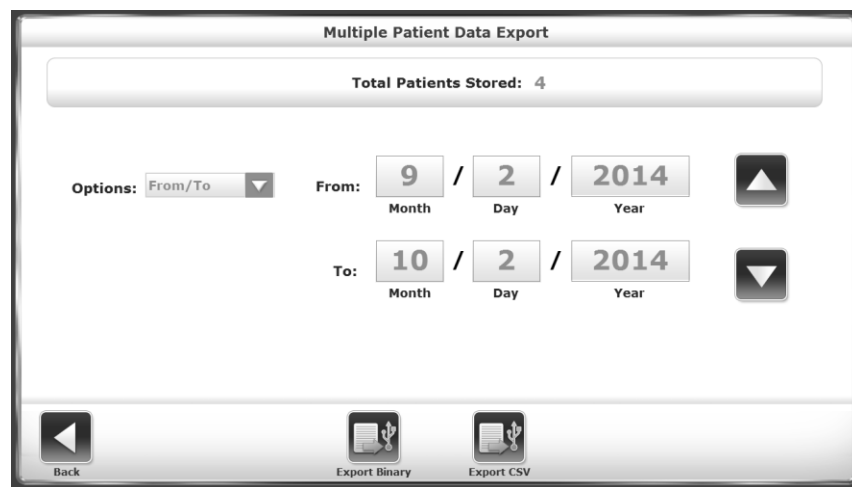 Multiple Patient Data Export
Total Patients Stored: 4
Options: From/To From: 9 / 2 / 2014
Month Day Year
To: 10 / 2 / 2014
Month Day Year
Back Export Binary Export CSV